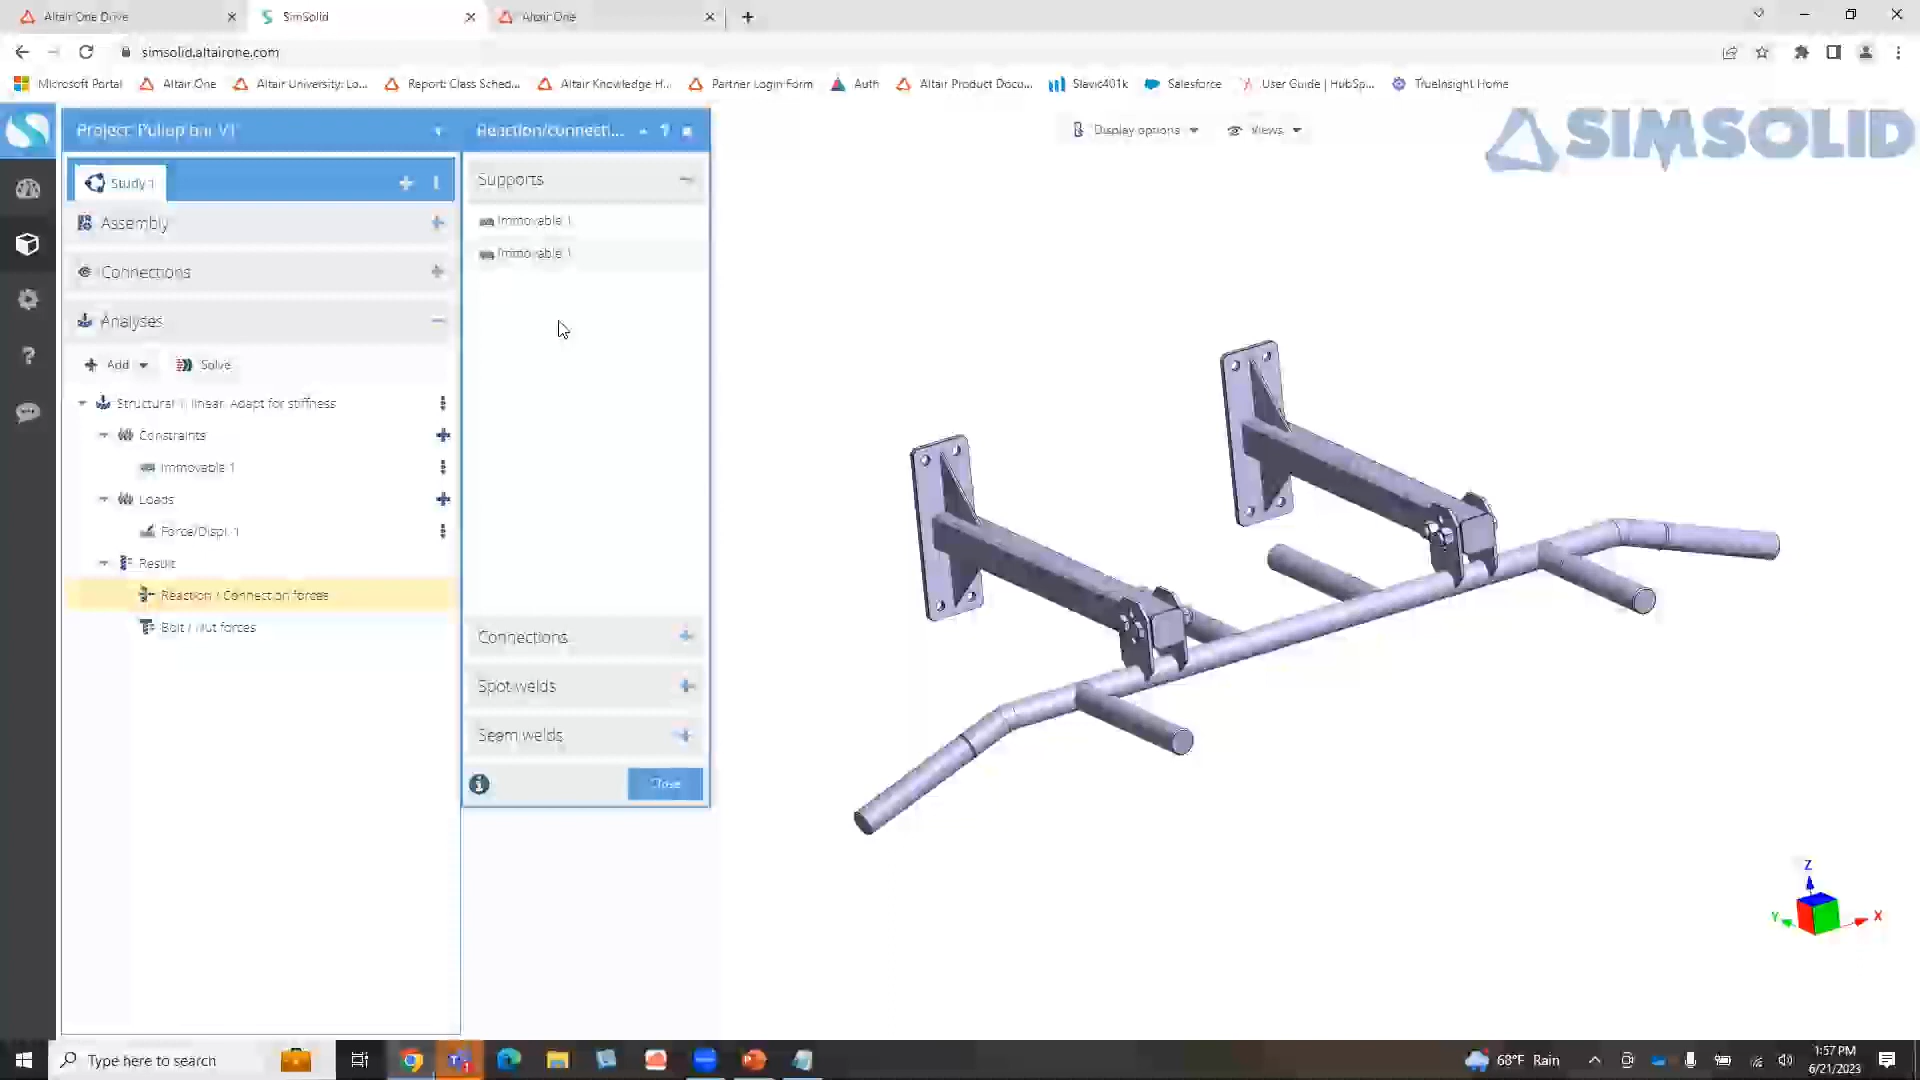 Altair One Drive
SimSolid
Altair One
simsolid.altairone.com
Microsoft Portal
Altair One
Altair University: Lo...
Report: Class Sched...
Altair Knowledge H...
Partner Login Form
Auth
Altair Product Docu...
Slavic401k
Salesforce
User Guide | HubSp...
TrueInsight Home
Project: Pullup bar V1
Reaction/connecti...
Display options
Views
SIMSOLID
Study 1
Supports
Assembly
Immovable 1
Immovable 1
Connections
Analyses
Add
Solve
Structural 1, linear, Adapt for stiffness
Constraints
Immovable 1
Loads
Force/Displ. 1
Result
Reaction / Connection forces
Bolt / Nut forces
Connections
Spot welds
Seam welds
Close
Z
Y
X
Type here to search
68°F Rain
1:57 PM
6/21/2023